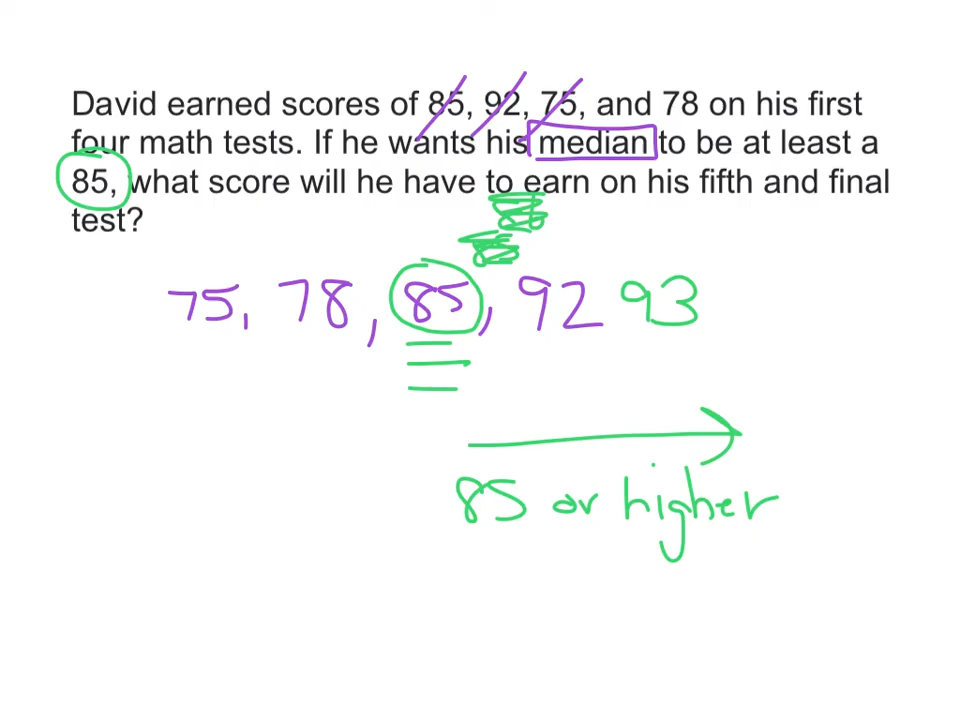 David earned scores of 85, 92, 75, and 78 on his first
four math tests. If he wants his median to be at least a
85, what score will he have to earn on his fifth and final
test?
75, 78, 85, 92 93
85 or higher